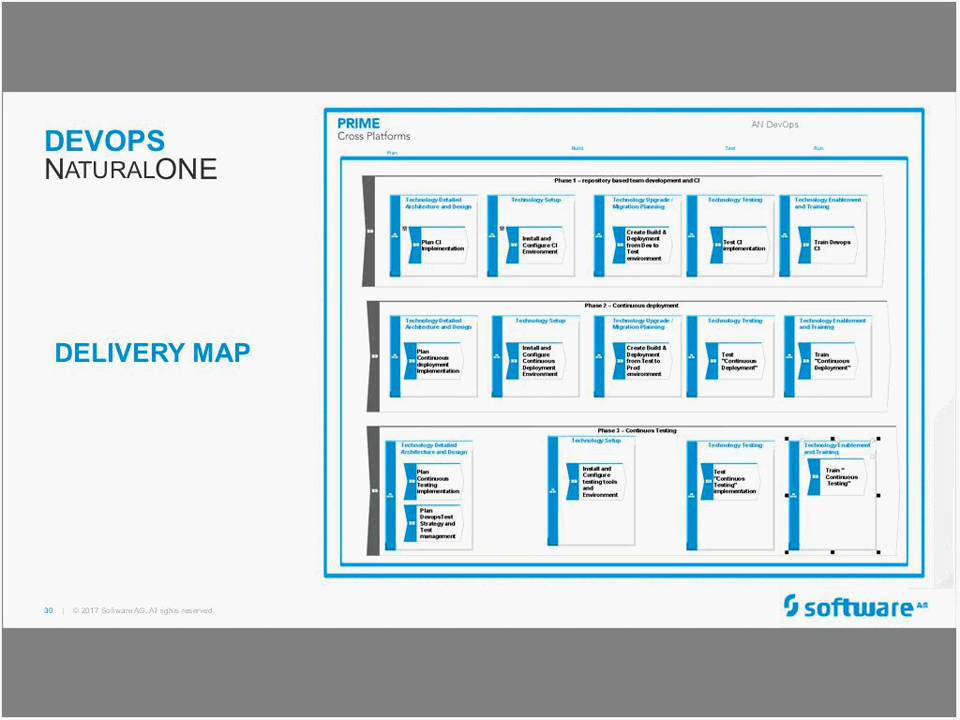 DEVOPS
NATURALONE
DELIVERY MAP
PRIME
Cross Platforms
AN DevOps
Plan
Build
Test
Run
Phase 1 – repository based team development and CI
Technology Detailed
Architecture and Design
Plan CI
Implementation
Technology Setup
Install and
Configure CI
Environment
Technology Upgrade /
Migration Planning
Create Build &
Deployment
from Dev to
Test
environment
Technology Testing
Test CI
implementation
Technology Enablement
and Training
Train Devops
CI
Phase 2 – Continuous deployment
Technology Detailed
Architecture and Design
Plan
Continuous
deployment
Implementation
Technology Setup
Install and
Configure
Continuous
Deployment
Environment
Technology Upgrade /
Migration Planning
Create Build &
Deployment
from Test to
Prod
environment
Technology Testing
Test
"Continuous
Deployment"
Technology Enablement
and Training
Train
"Continuous
Deployment"
Phase 3 – Continuos Testing
Technology Detailed
Architecture and Design
Plan
Continuous
Testing
implementation
Plan
DevopsTest
Strategy and
Test
management
Technology Setup
Install and
Configure
testing tools
and
Environment
Technology Testing
Test
"Continuos
Testing"
implementation
Technology Enablement
and Training
Train "
Continuous
Testing"
30 | © 2017 Software AG. All rights reserved.
software AG